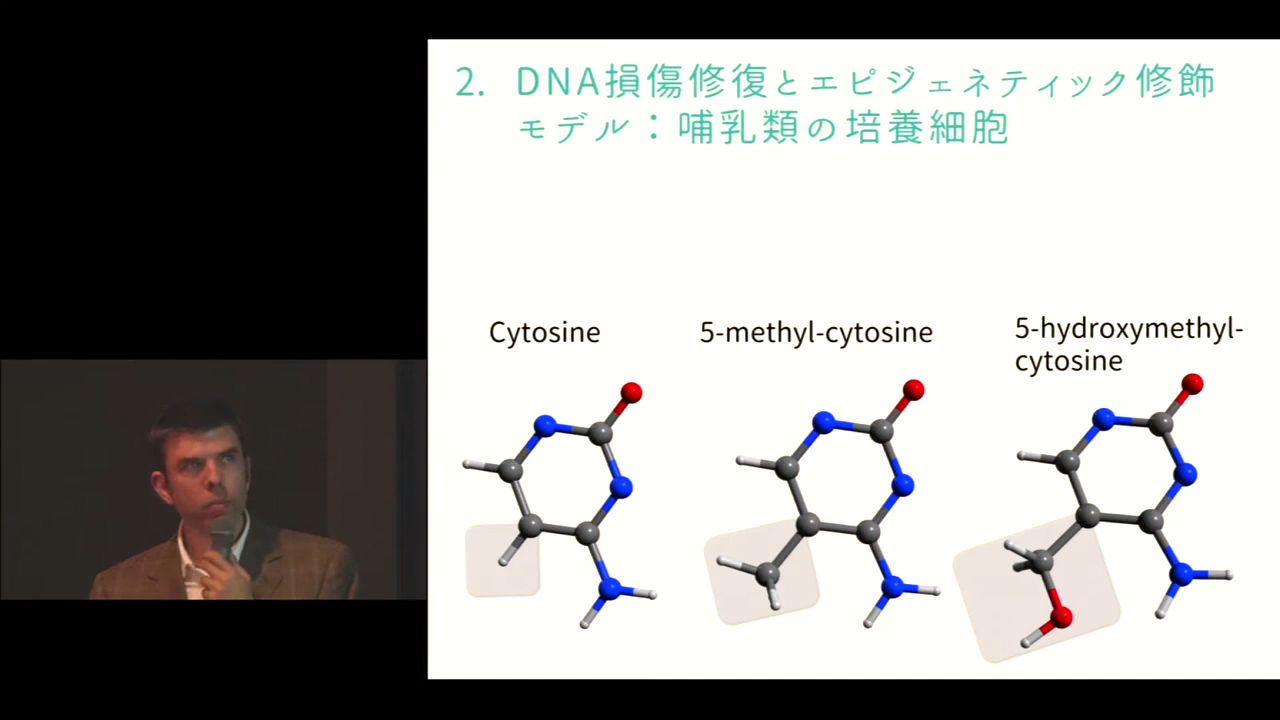 2. DNA損傷修復とエピジェネティック修飾
モデル：哺乳類の培養細胞
Cytosine
5-methyl-cytosine
5-hydroxymethyl-
cytosine